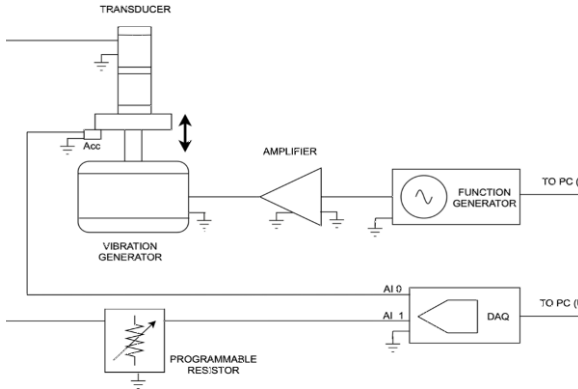 TRANSDUCER
Acc
AMPLIFIER
FUNCTION
GENERATOR
TO PC (
VIBRATION
GENERATOR
AI 0
AI 1
DAQ
TO PC (
PROGRAMMABLE
RESISTOR